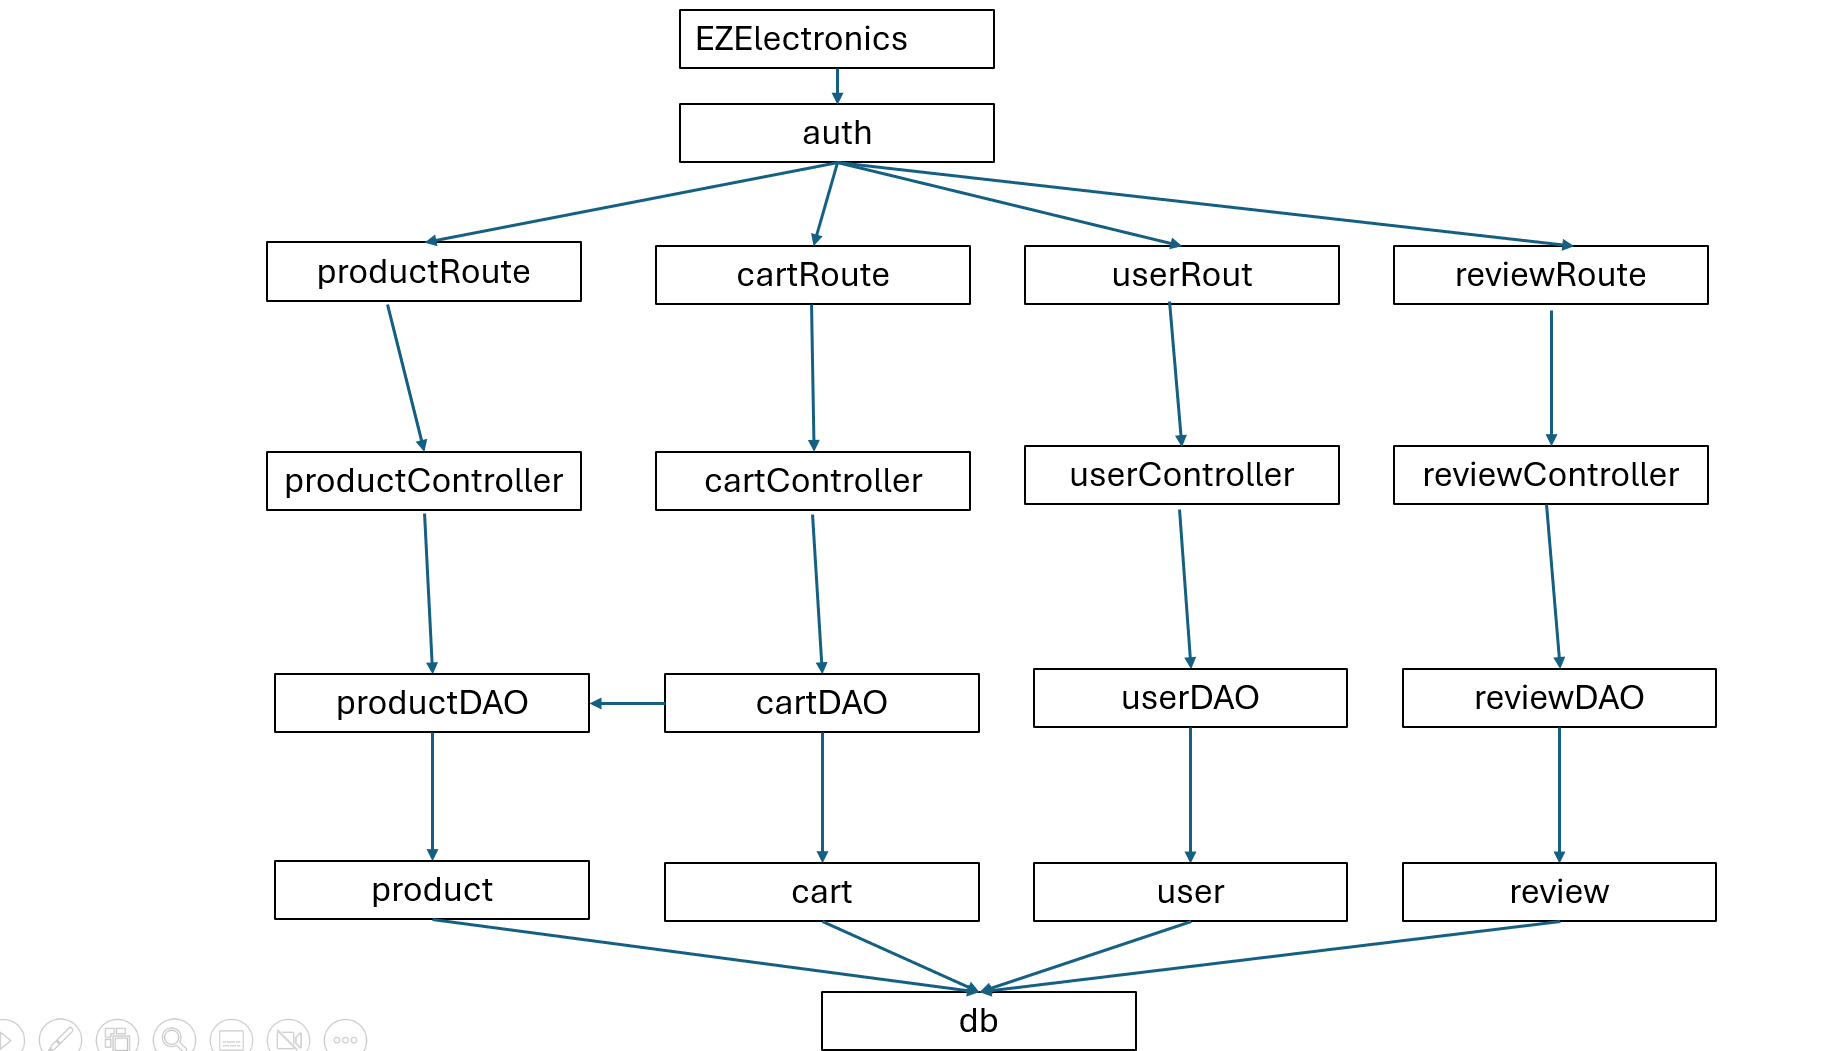 EZElectronics
auth
productRoute
cartRoute
userRout
reviewRoute
productController
cartController
userController
reviewController
productDAO
cartDAO
userDAO
reviewDAO
product
cart
user
review
db